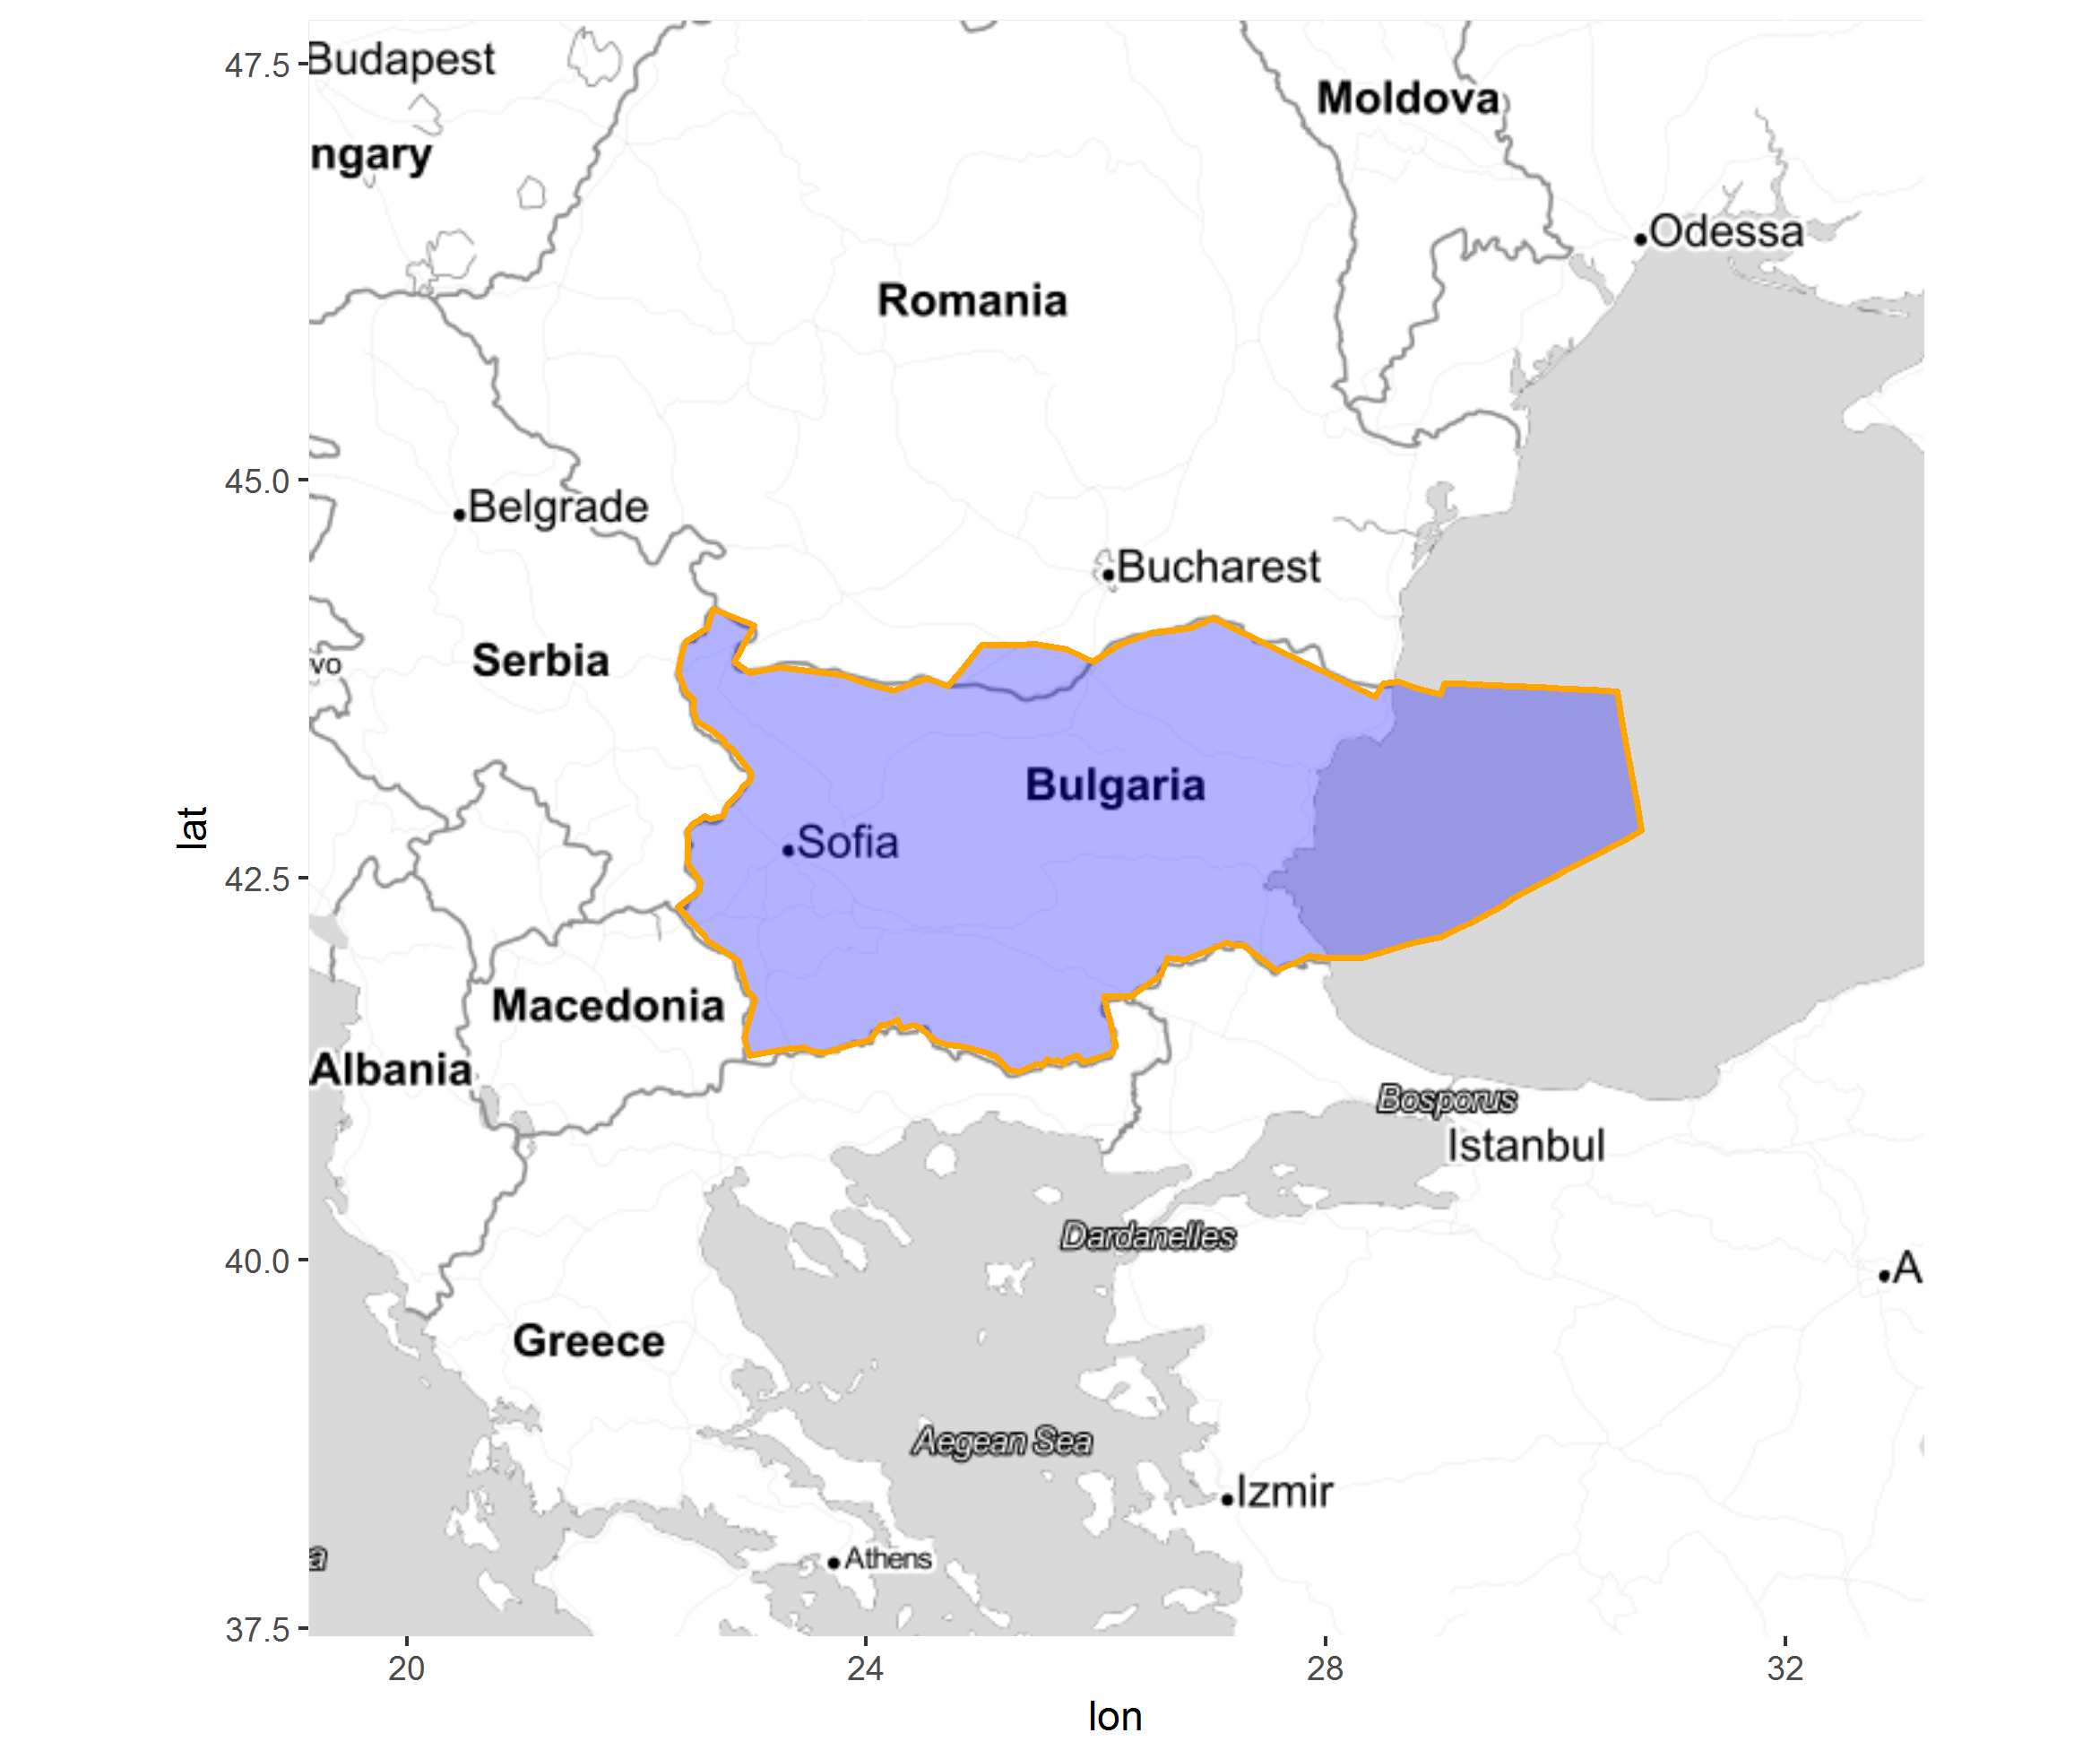 47.5
Budapest
Moldova
ngary
Odessa
Romania
45.0
Belgrade
Bucharest
Serbia
vo
Bulgaria
lat
Sofia
42.5
Macedonia
Albania
Bosporus
Istanbul
Dardanelles
40.0
A
Greece
Aegean Sea
Izmir
a
Athens
37.5
20
24
28
32
lon